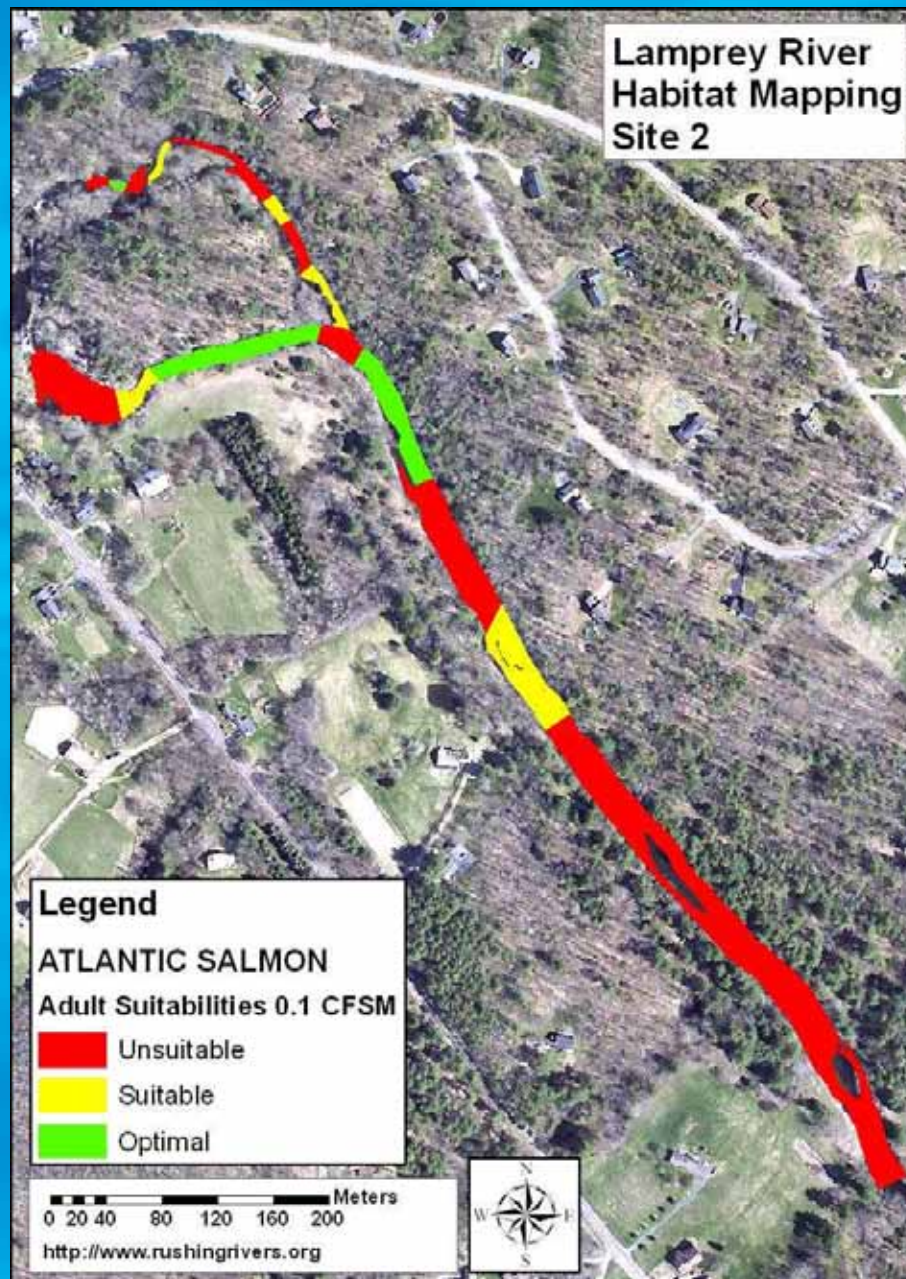 Lamprey River
Habitat Mapping
Site 2
Legend
ATLANTIC SALMON
Adult Suitabilities 0.1 CFSM
Unsuitable
Suitable
Optimal
Meters
0 20 40 80 120 160 200
http://www.rushingrivers.org
N
W E
S